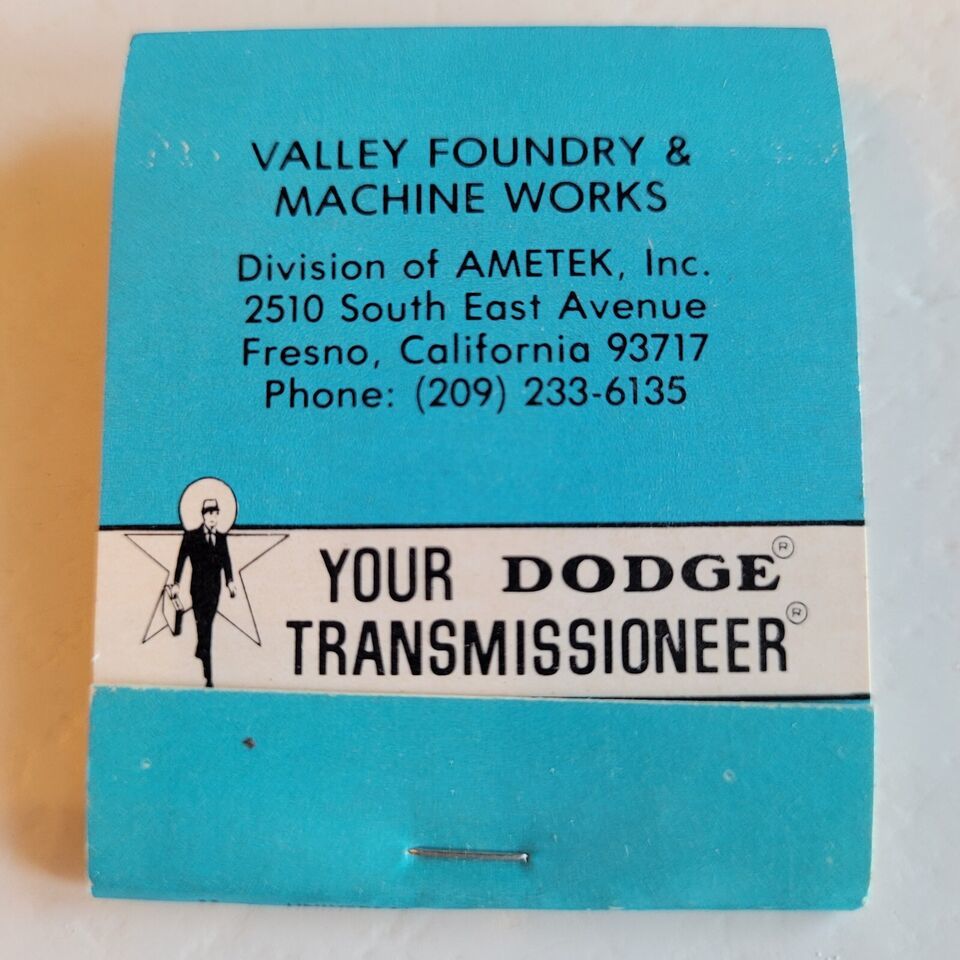 VALLEY FOUNDRY &
MACHINE WORKS
Division of AMETEK, Inc.
2510 South East Avenue
Fresno, California 93717
Phone: (209) 233-6135
YOUR DODGE®
TRANSMISSIONEER®